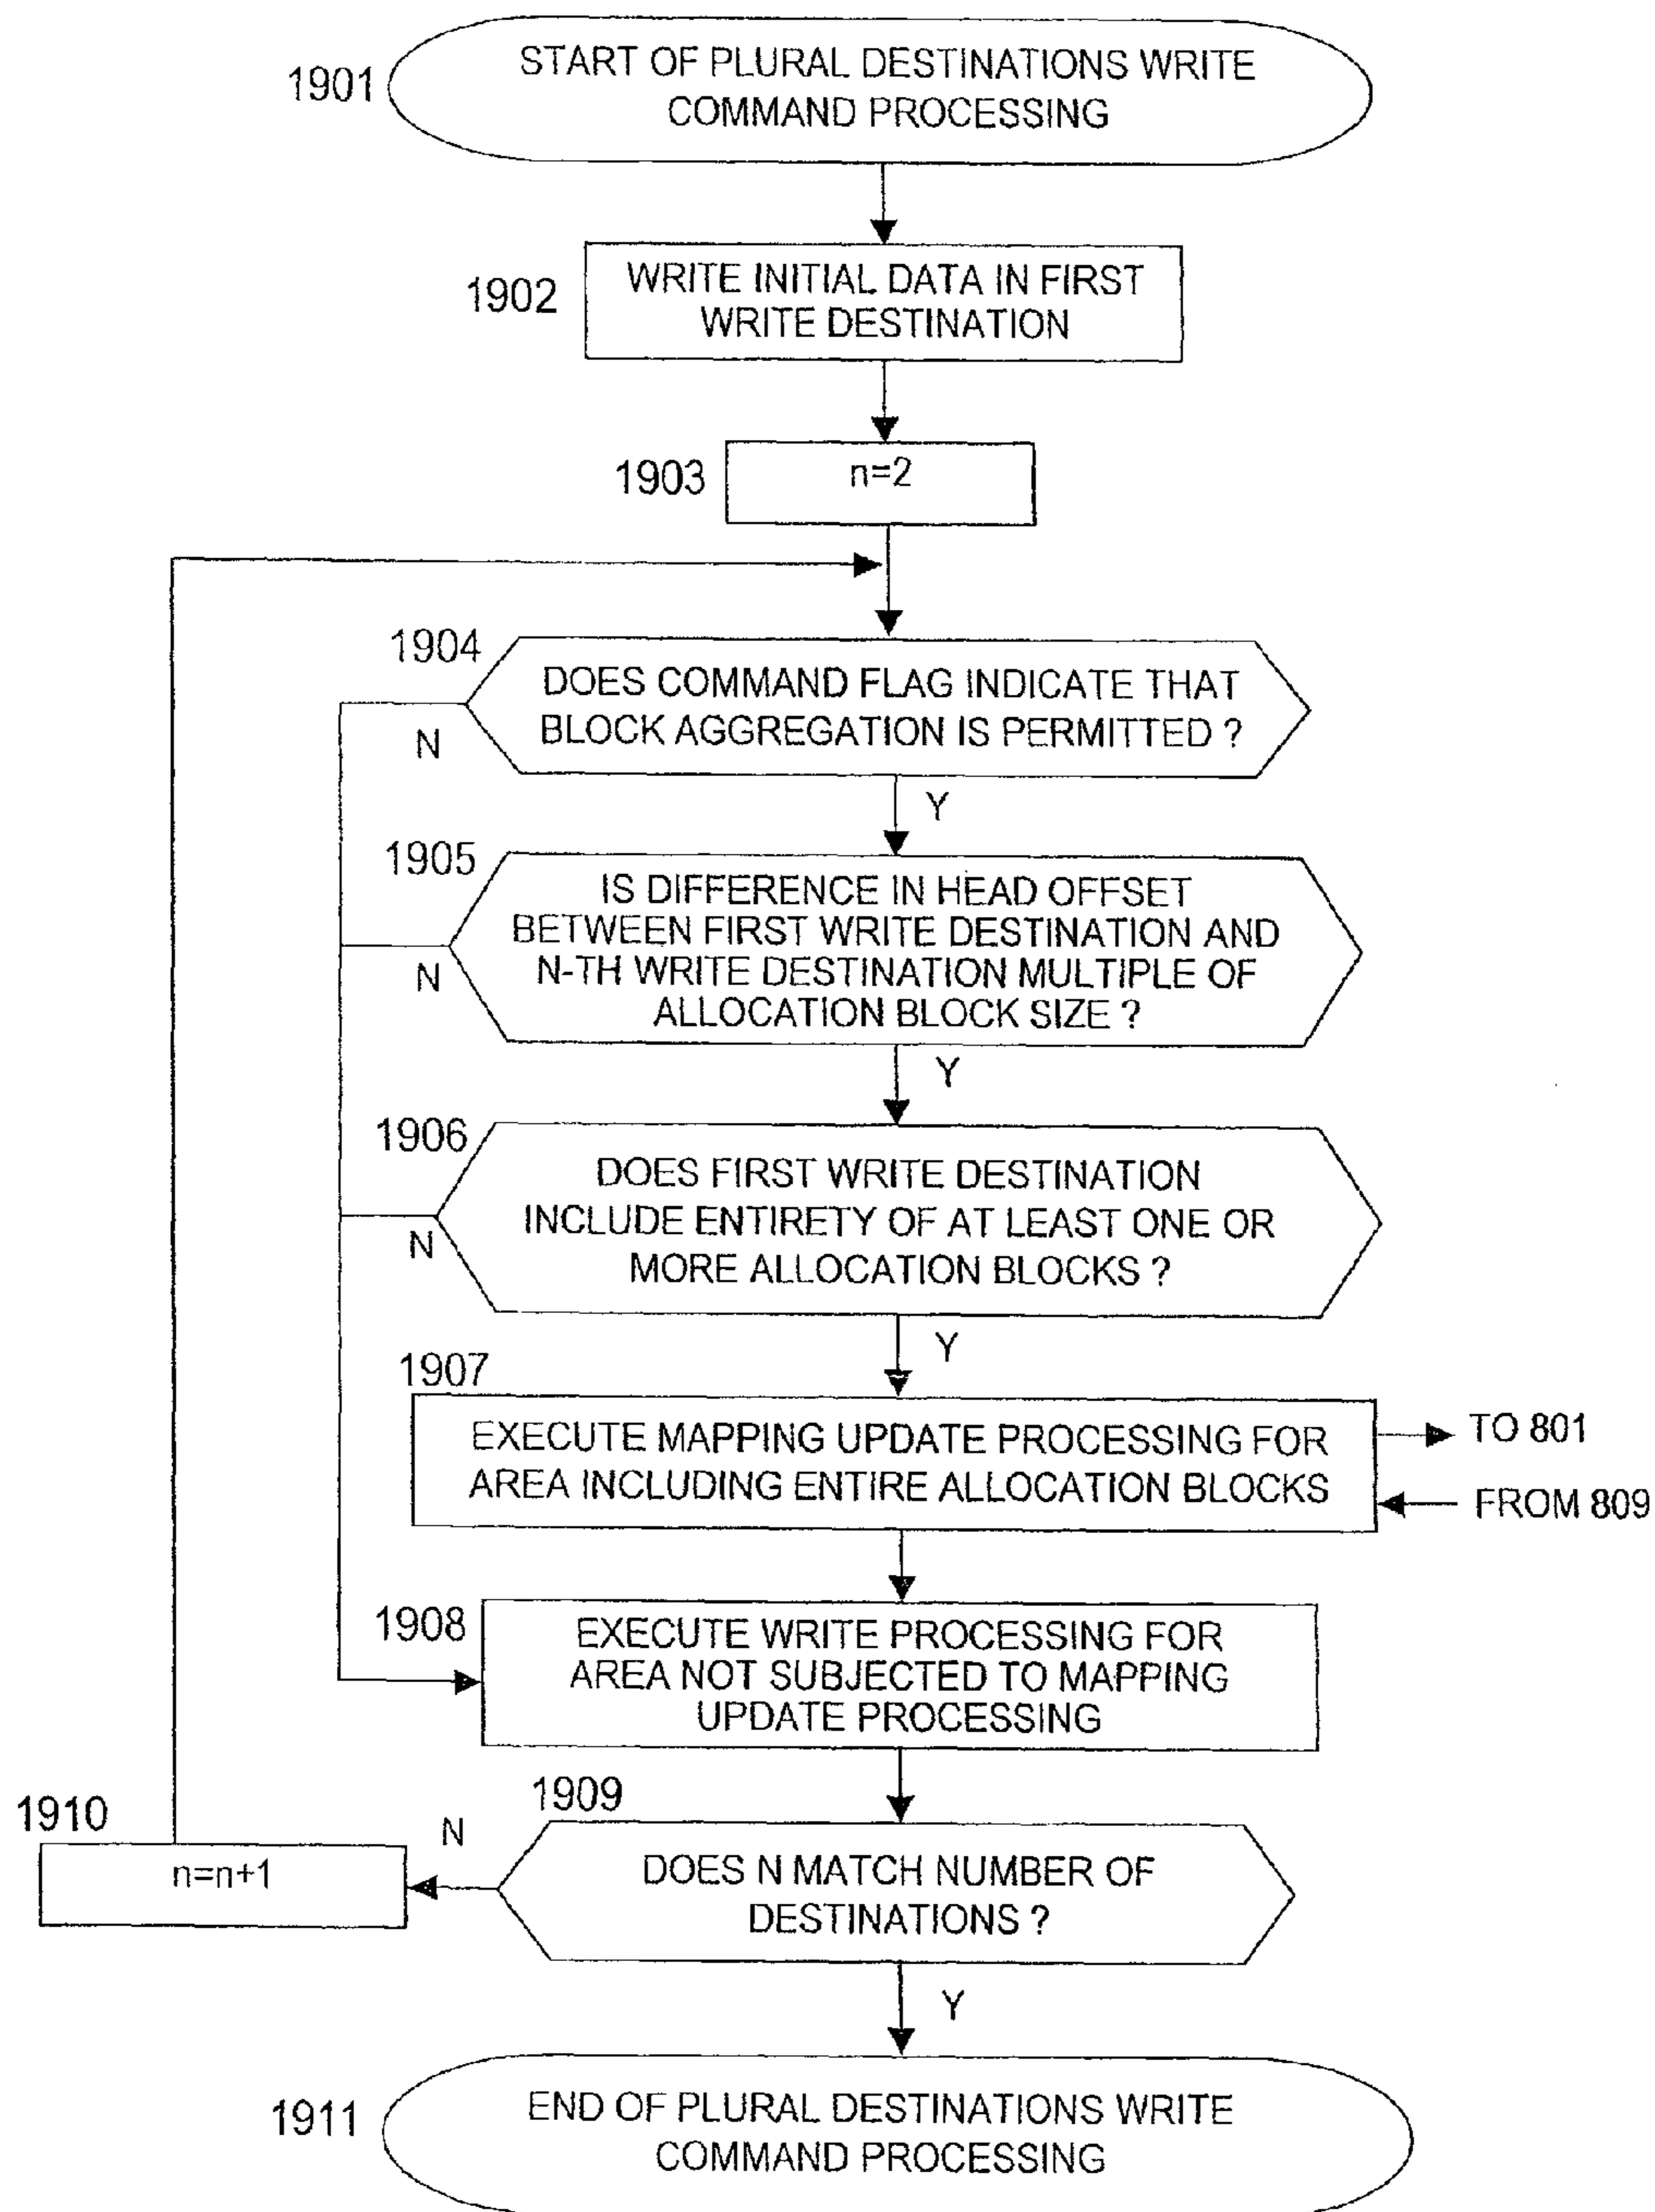 1901
START OF PLURAL DESTINATIONS WRITE
COMMAND PROCESSING
1902
WRITE INITIAL DATA IN FIRST
WRITE DESTINATION
1903
n=2
1904
DOES COMMAND FLAG INDICATE THAT
BLOCK AGGREGATION IS PERMITTED ?
N
Y
1905
IS DIFFERENCE IN HEAD OFFSET
BETWEEN FIRST WRITE DESTINATION AND
N-TH WRITE DESTINATION MULTIPLE OF
ALLOCATION BLOCK SIZE ?
N
Y
1906
DOES FIRST WRITE DESTINATION
INCLUDE ENTIRETY OF AT LEAST ONE OR
MORE ALLOCATION BLOCKS ?
N
Y
1907
EXECUTE MAPPING UPDATE PROCESSING FOR
AREA INCLUDING ENTIRE ALLOCATION BLOCKS
TO 801
FROM 809
1908
EXECUTE WRITE PROCESSING FOR
AREA NOT SUBJECTED TO MAPPING
UPDATE PROCESSING
1909
DOES N MATCH NUMBER OF
DESTINATIONS ?
N
1910
n=n+1
Y
1911
END OF PLURAL DESTINATIONS WRITE
COMMAND PROCESSING